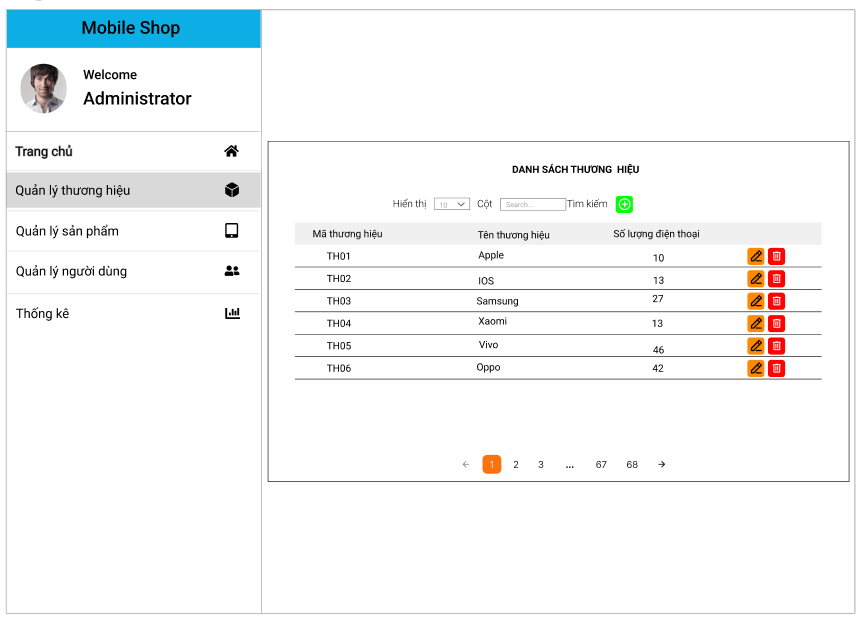 Mobile Shop
Welcome
Administrator
Trang chủ
Quản lý thương hiệu
Quản lý sản phẩm
Quản lý người dùng
Thống kê
DANH SÁCH THƯƠNG HIỆU
Hiển thị 10 Cột Search... Tìm kiếm
Mã thương hiệu Tên thương hiệu Số lượng điện thoại
TH01 Apple 10
TH02 IOS 13
TH03 Samsung 27
TH04 Xaomi 13
TH05 Vivo 46
TH06 Oppo 42
← 1 2 3 ... 67 68 →